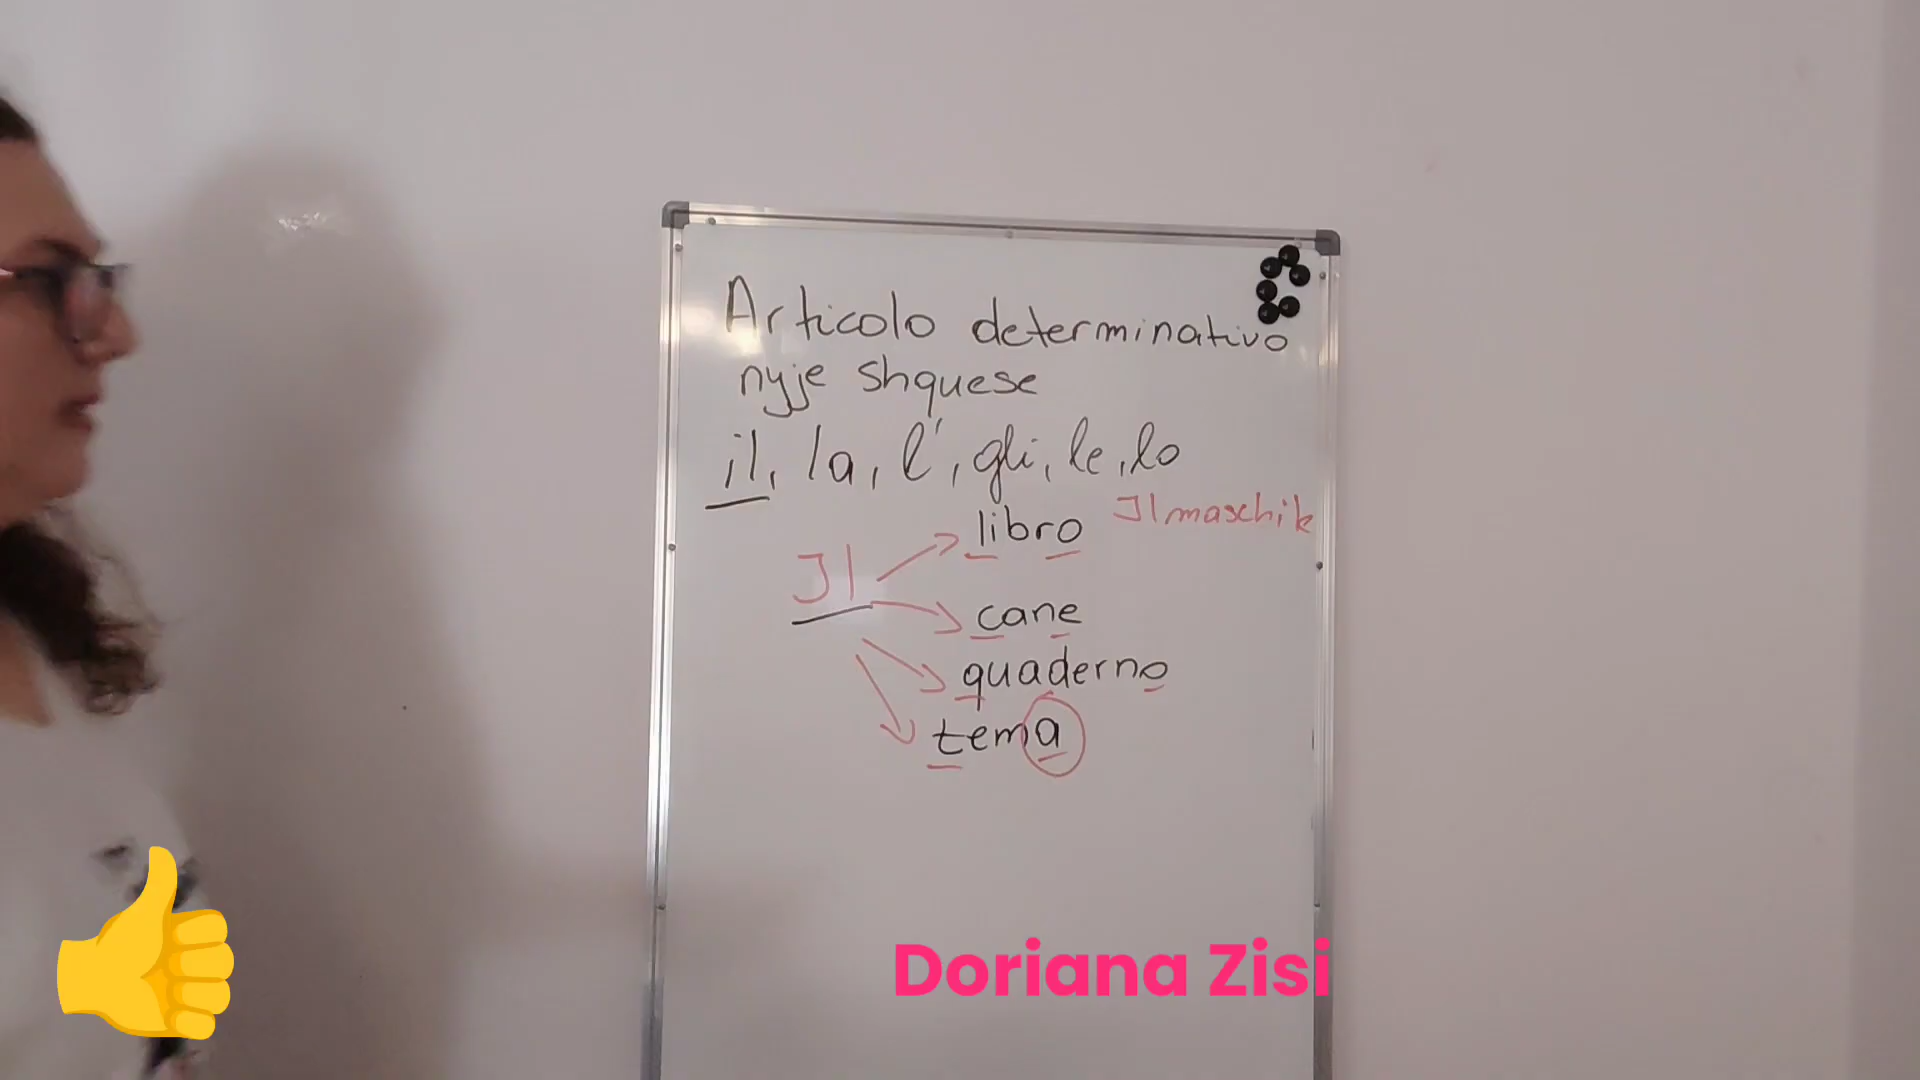 Articolo determinativo
nyje shquese
il, la, l', gli, le, lo
Il maschile
Il
libro
cane
quaderno
tema
Doriana Zisi